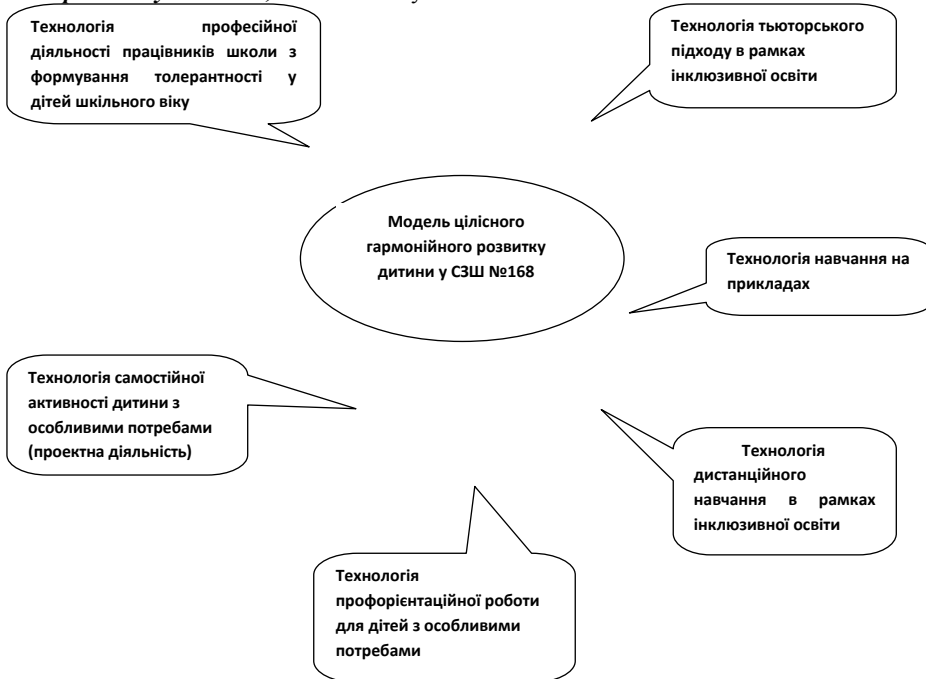 Технологія професійної
діяльності працівників школи з
формування толерантності у
дітей шкільного віку
Технологія тьюторського
підходу в рамках
інклюзивної освіти
Модель цілісного
гармонійного розвитку
дитини у СЗШ №168
Технологія навчання на
прикладах
Технологія самостійної
активності дитини з
особливими потребами
(проектна діяльність)
Технологія
дистанційного
навчання в рамках
інклюзивної освіти
Технологія
профорієнтаційної роботи
для дітей з особливими
потребами